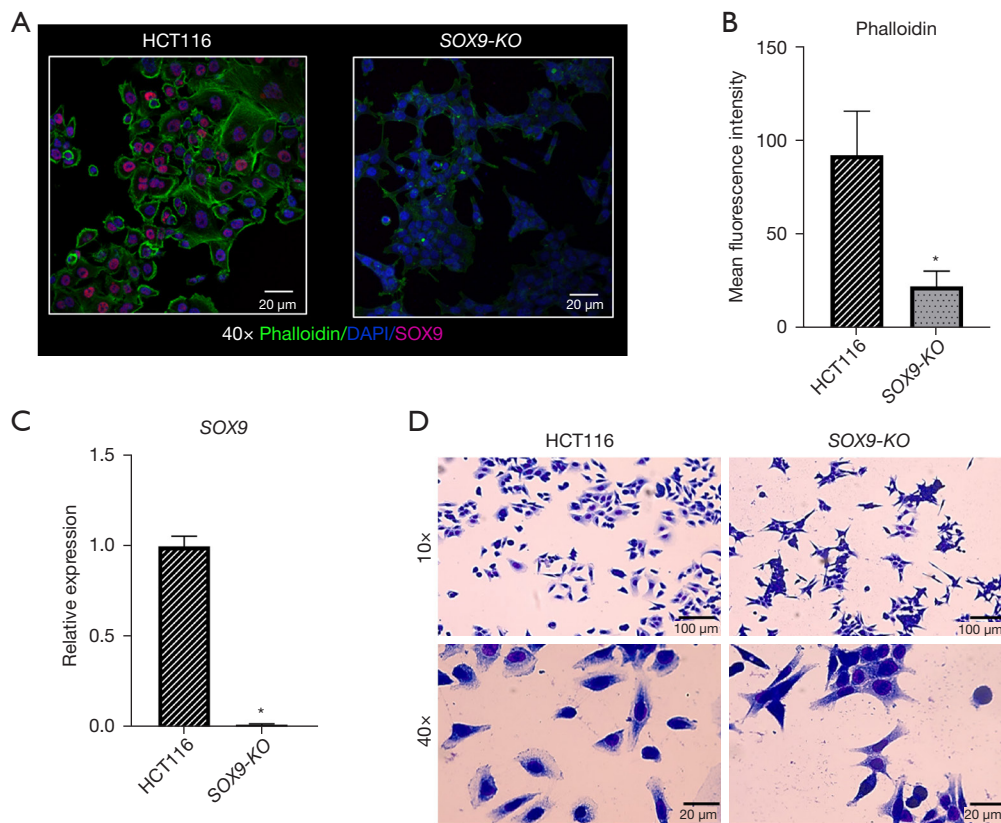 A
HCT116
SOX9-KO
20 µm
20 µm
40× Phalloidin/DAPI/SOX9
B
Phalloidin
Mean fluorescence intensity
150
100
50
0
*
HCT116
SOX9-KO
C
SOX9
Relative expression
1.5
1.0
0.5
0.0
*
HCT116
SOX9-KO
D
HCT116
SOX9-KO
10×
100 µm
100 µm
40×
20 µm
20 µm